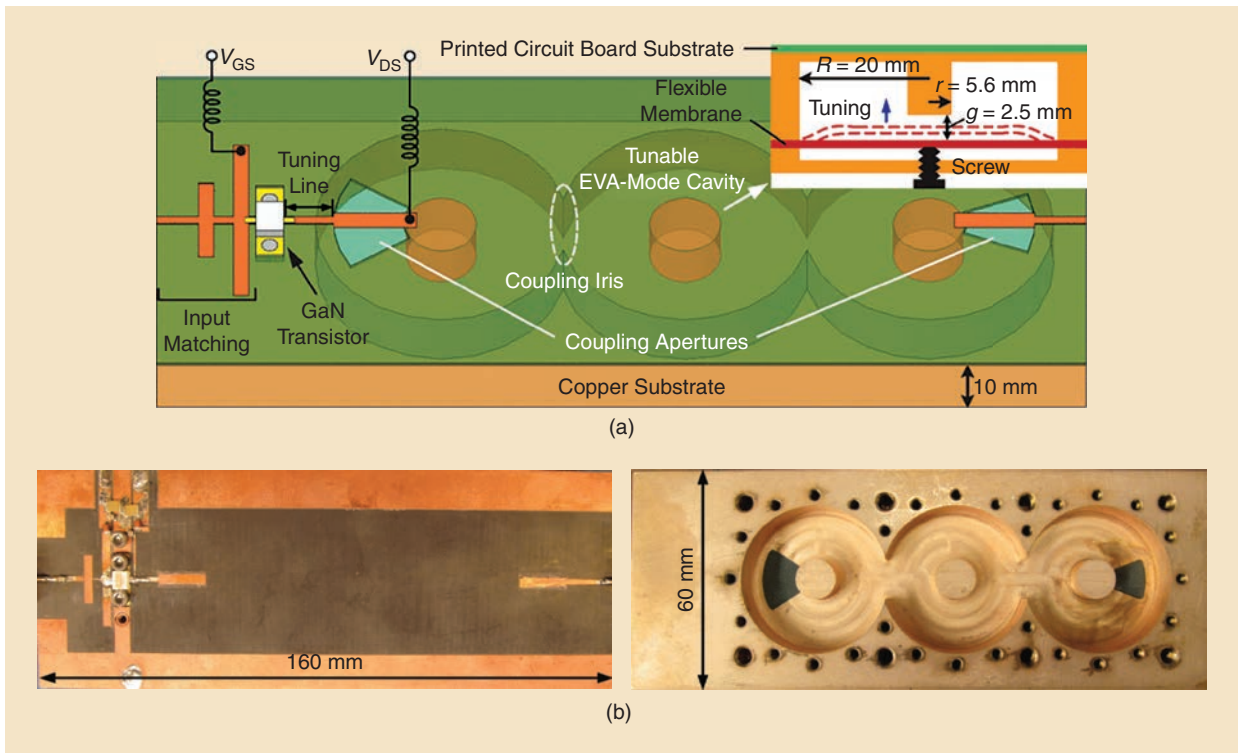 V_GS
V_DS
Printed Circuit Board Substrate
R = 20 mm
Flexible
Membrane
Tuning
r = 5.6 mm
g = 2.5 mm
Screw
Tuning
Line
Tunable
EVA-Mode Cavity
Coupling Iris
Input
Matching
GaN
Transistor
Coupling Apertures
Copper Substrate
10 mm
(a)
160 mm
60 mm
(b)